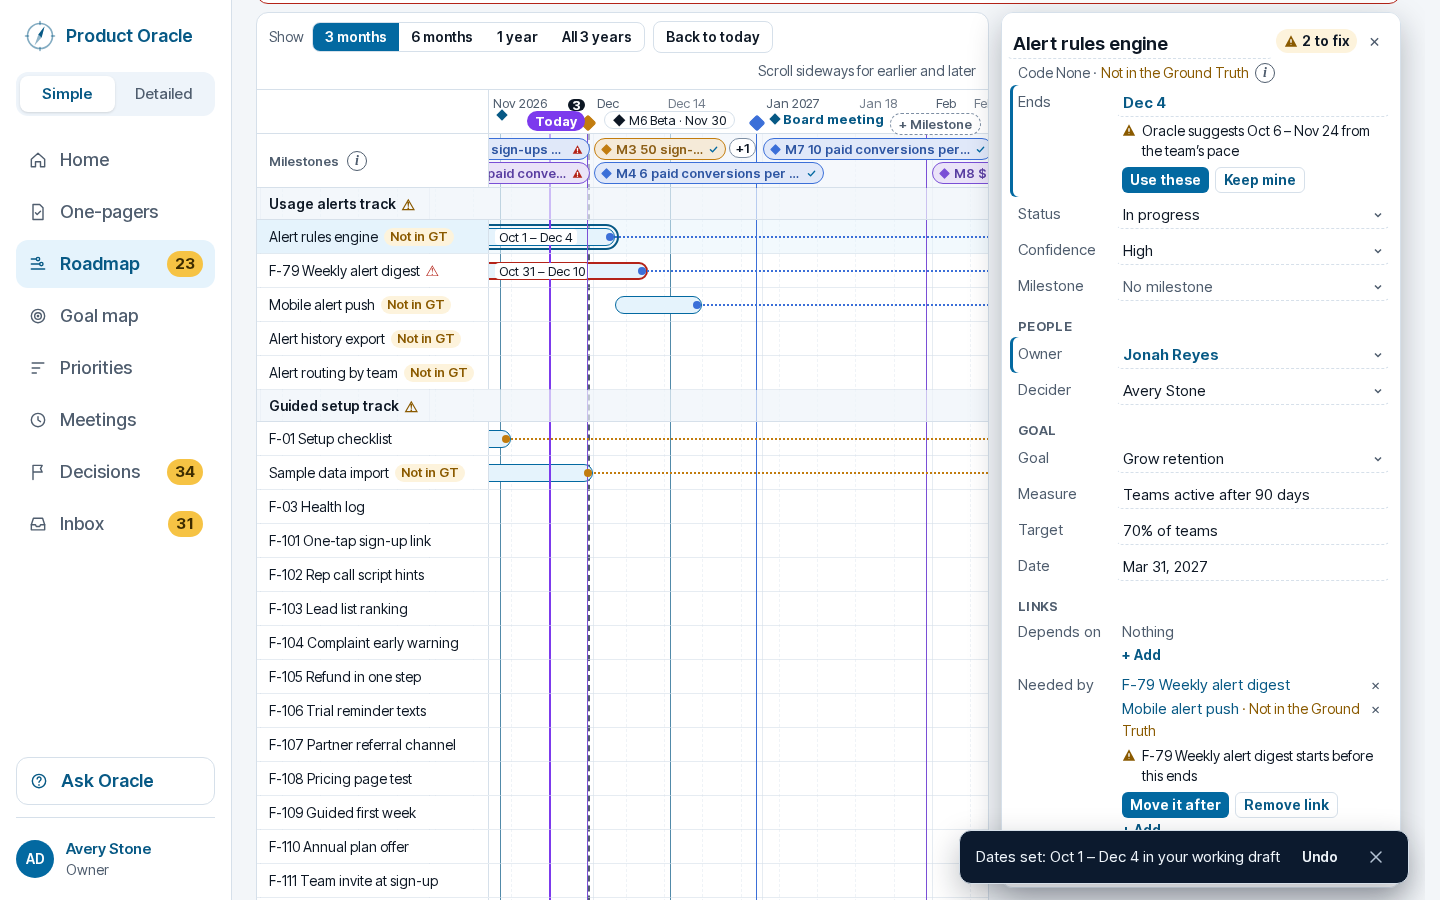 Product Oracle
Simple
Detailed
Home
One-pagers
Roadmap
23
Goal map
Priorities
Meetings
Decisions
34
Inbox
31
Ask Oracle
AD
Avery Stone
Owner
Show
3 months
6 months
1 year
All 3 years
Back to today
Scroll sideways for earlier and later
Nov 2026
3
Dec
Dec 14
Jan 2027
Jan 18
Feb
Fe
Today
M6 Beta · Nov 30
Board meeting
+ Milestone
Milestones
i
sign-ups ...
M3 50 sign-...
+1
M7 10 paid conversions per...
paid conve...
M4 6 paid conversions per ...
M8 $
Usage alerts track
Alert rules engine
Not in GT
Oct 1 – Dec 4
F-79 Weekly alert digest
Oct 31 – Dec 10
Mobile alert push
Not in GT
Alert history export
Not in GT
Alert routing by team
Not in GT
Guided setup track
F-01 Setup checklist
Sample data import
Not in GT
F-03 Health log
F-101 One-tap sign-up link
F-102 Rep call script hints
F-103 Lead list ranking
F-104 Complaint early warning
F-105 Refund in one step
F-106 Trial reminder texts
F-107 Partner referral channel
F-108 Pricing page test
F-109 Guided first week
F-110 Annual plan offer
F-111 Team invite at sign-up
Alert rules engine
2 to fix
×
Code None · Not in the Ground Truth
i
Ends
Dec 4
Oracle suggests Oct 6 – Nov 24 from
the team's pace
Use these
Keep mine
Status
In progress
Confidence
High
Milestone
No milestone
PEOPLE
Owner
Jonah Reyes
Decider
Avery Stone
GOAL
Goal
Grow retention
Measure
Teams active after 90 days
Target
70% of teams
Date
Mar 31, 2027
LINKS
Depends on
Nothing
+ Add
Needed by
F-79 Weekly alert digest
×
Mobile alert push · Not in the Ground
Truth
×
F-79 Weekly alert digest starts before
this ends
Move it after
Remove link
+ Add
Dates set: Oct 1 – Dec 4 in your working draft
Undo